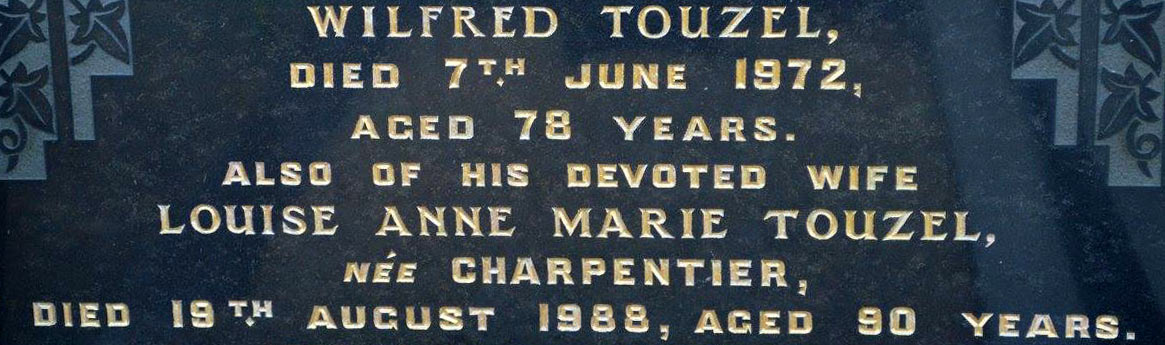 WILFRED TOUZEL,
DIED 7TH JUNE 1972,
AGED 78 YEARS.
ALSO OF HIS DEVOTED WIFE
LOUISE ANNE MARIE TOUZEL,
NÉE CHARPENTIER,
DIED 19TH AUGUST 1988, AGED 90 YEARS.